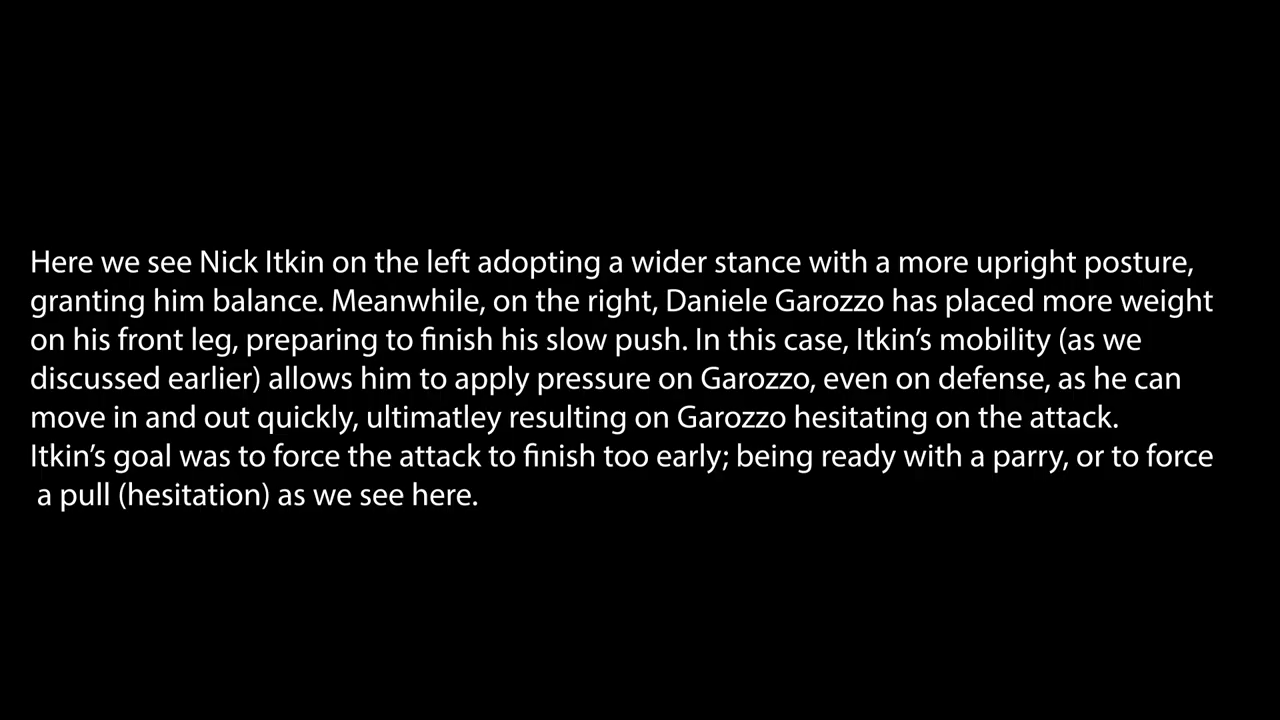 Here we see Nick Itkin on the left adopting a wider stance with a more upright posture,
granting him balance. Meanwhile, on the right, Daniele Garozzo has placed more weight
on his front leg, preparing to finish his slow push. In this case, Itkin’s mobility (as we
discussed earlier) allows him to apply pressure on Garozzo, even on defense, as he can
move in and out quickly, ultimatley resulting on Garozzo hesitating on the attack.
Itkin’s goal was to force the attack to finish too early; being ready with a parry, or to force
a pull (hesitation) as we see here.